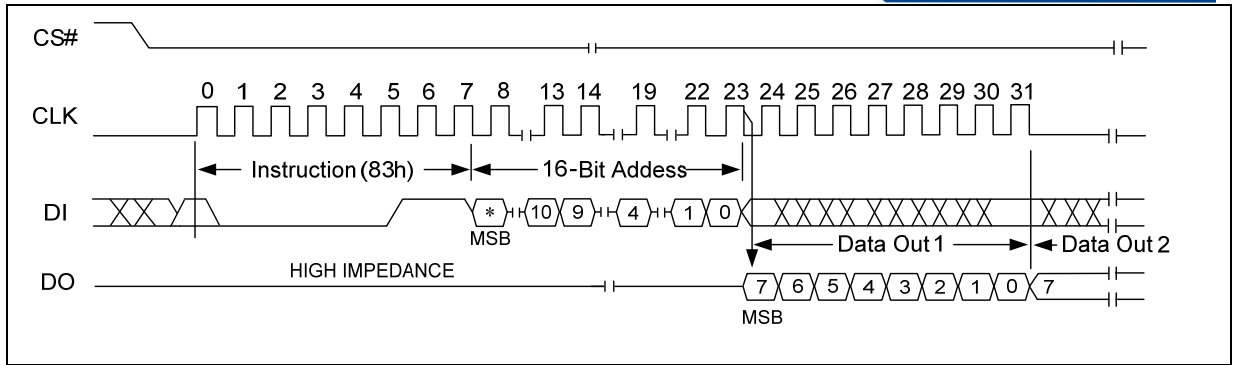 CS#
0 1 2 3 4 5 6 7 8 13 14 19 22 23 24 25 26 27 28 29 30 31
CLK
Instruction (83h) 16-Bit Addess
DI * 10 9 4 1 0
MSB
Data Out 1 Data Out 2
HIGH IMPEDANCE
DO 7 6 5 4 3 2 1 0 7
MSB